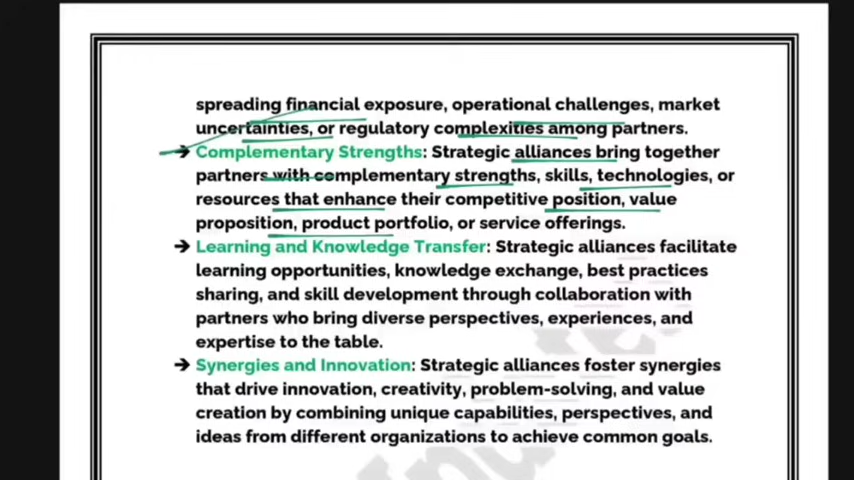 spreading financial exposure, operational challenges, market
uncertainties, or regulatory complexities among partners.
→ Complementary Strengths: Strategic alliances bring together
partners with complementary strengths, skills, technologies, or
resources that enhance their competitive position, value
proposition, product portfolio, or service offerings.
→ Learning and Knowledge Transfer: Strategic alliances facilitate
learning opportunities, knowledge exchange, best practices
sharing, and skill development through collaboration with
partners who bring diverse perspectives, experiences, and
expertise to the table.
→ Synergies and Innovation: Strategic alliances foster synergies
that drive innovation, creativity, problem-solving, and value
creation by combining unique capabilities, perspectives, and
ideas from different organizations to achieve common goals.